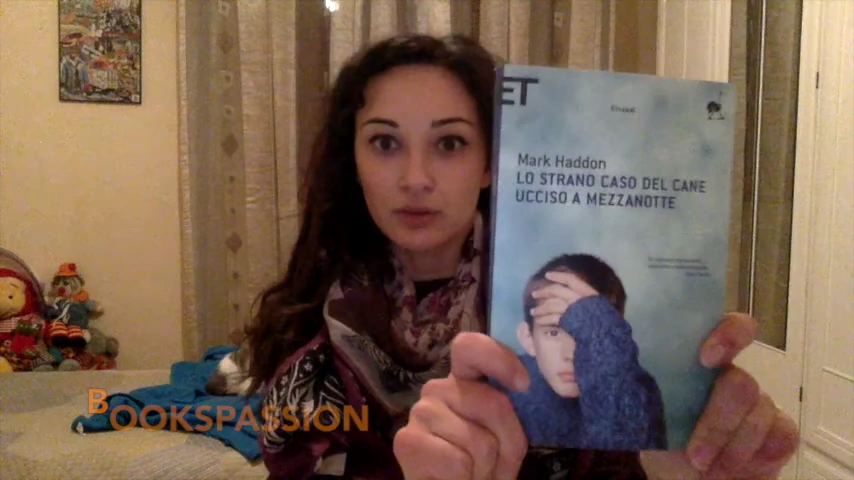 ET
Einaudi
Mark Haddon
LO STRANO CASO DEL CANE
UCCISO A MEZZANOTTE
BOOKSPASSION